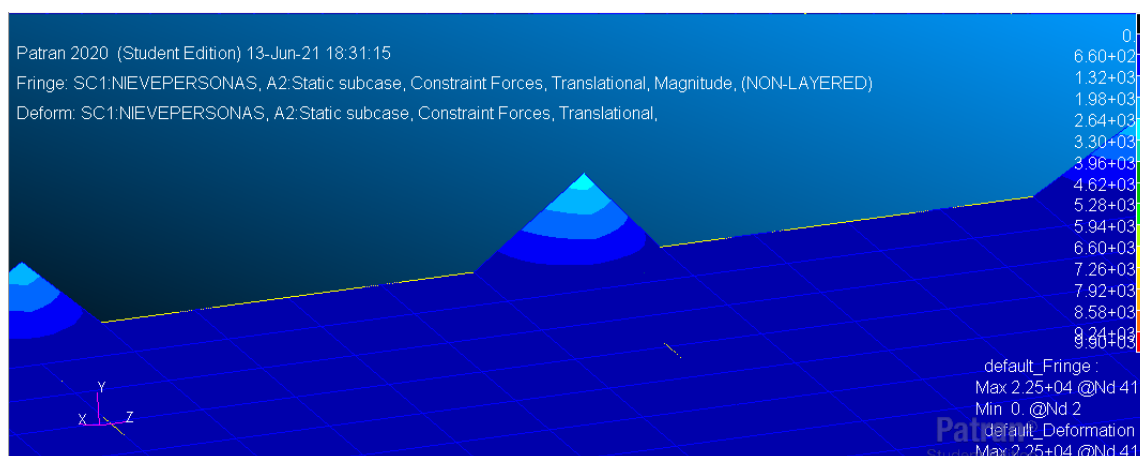 Patran 2020 (Student Edition) 13-Jun-21 18:31:15
Fringe: SC1:NIEVEPERSONAS, A2:Static subcase, Constraint Forces, Translational, Magnitude, (NON-LAYERED)
Deform: SC1:NIEVEPERSONAS, A2:Static subcase, Constraint Forces, Translational,
0.
6.60+02
1.32+03
1.98+03
2.64+03
3.30+03
3.96+03
4.62+03
5.28+03
5.94+03
6.60+03
7.26+03
7.92+03
8.58+03
9.24+03
9.90+03
default_Fringe :
Max 2.25+04 @Nd 41
Min 0. @Nd 2
default_Deformation
Max 2.25+04 @Nd 41
Patran®
Student Edition
Y
X
Z